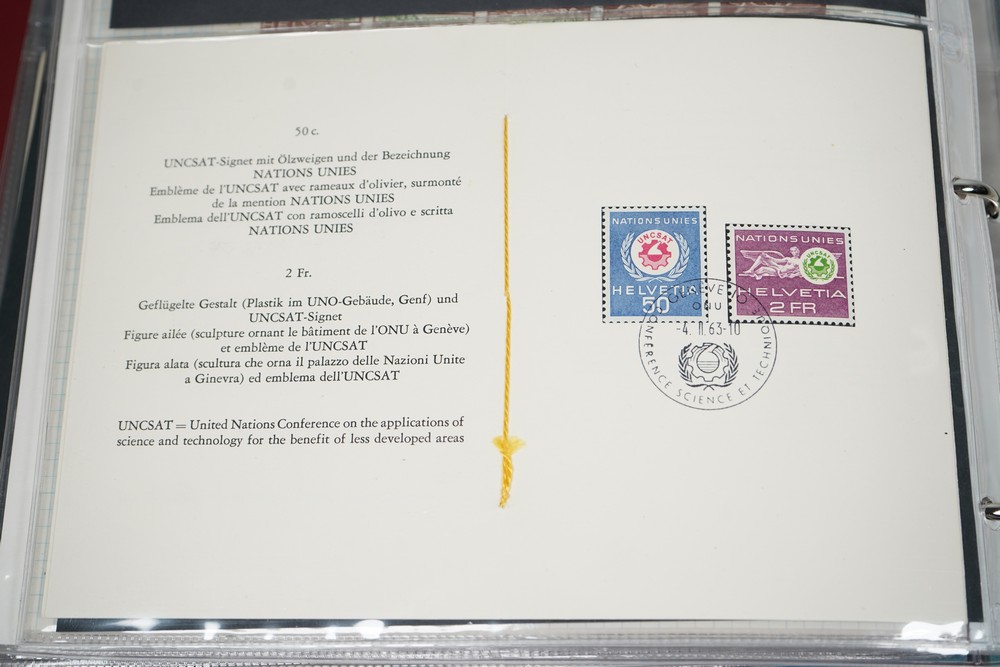 50 c.
UNCSAT-Signet mit Ölzweigen und der Bezeichnung
NATIONS UNIES
Emblème de l'UNCSAT avec rameaux d'olivier, surmonté
de la mention NATIONS UNIES
Emblema dell'UNCSAT con ramoscelli d'olivo e scritta
NATIONS UNIES
2 Fr.
Geflügelte Gestalt (Plastik im UNO-Gebäude, Genf) und
UNCSAT-Signet
Figure ailée (sculpture ornant le bâtiment de l'ONU à Genève)
et emblème de l'UNCSAT
Figura alata (scultura che orna il palazzo delle Nazioni Unite
a Ginevra) ed emblema dell'UNCSAT
UNCSAT = United Nations Conference on the applications of
science and technology for the benefit of less developed areas
NATIONS UNIES
UNCSAT
HELVETIA
50
NATIONS UNIES
UNCSAT
HELVETIA
2 FR
GENEVE 10
ONU
-4. II. 63-10
CONFERENCE SCIENCE ET TECHNIQUE